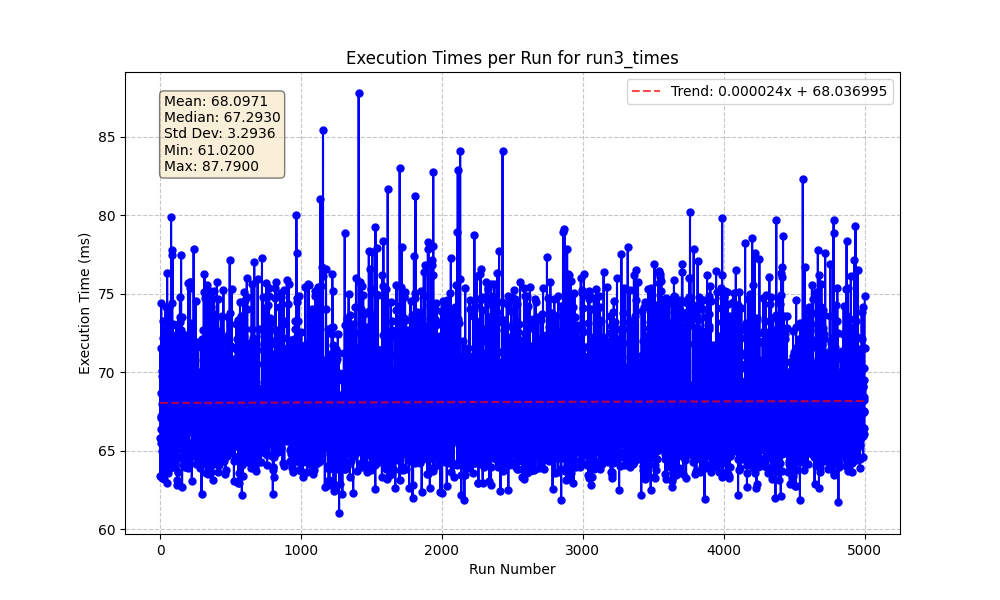 Execution Times per Run for run3_times
Mean: 68.0971
Median: 67.2930
Std Dev: 3.2936
Min: 61.0200
Max: 87.7900
Trend: 0.000024x + 68.036995
Execution Time (ms)
85
80
75
70
65
60
0
1000
2000
3000
4000
5000
Run Number